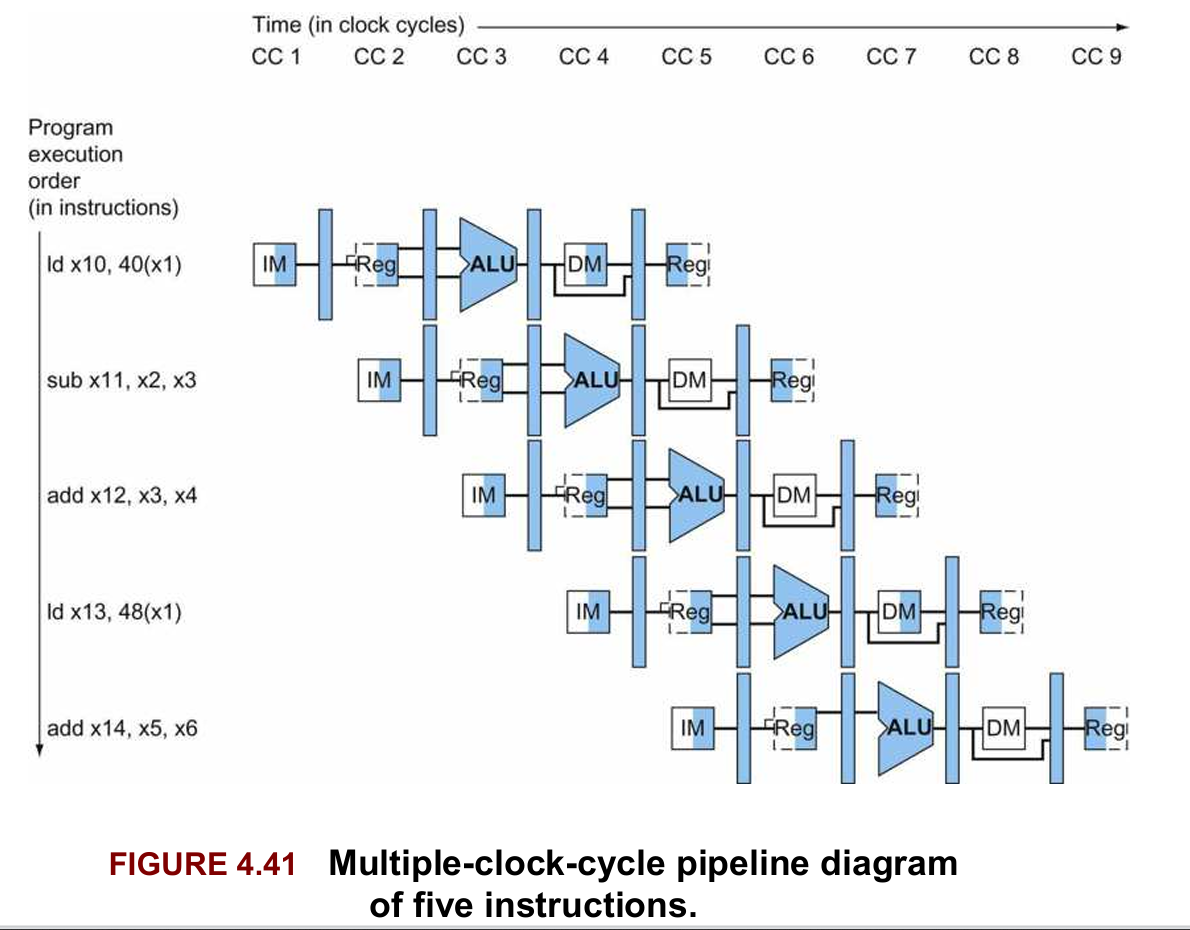 Time (in clock cycles)
CC 1 CC 2 CC 3 CC 4 CC 5 CC 6 CC 7 CC 8 CC 9
Program
execution
order
(in instructions)
ld x10, 40(x1) IM Reg ALU DM Reg
sub x11, x2, x3 IM Reg ALU DM Reg
add x12, x3, x4 IM Reg ALU DM Reg
ld x13, 48(x1) IM Reg ALU DM Reg
add x14, x5, x6 IM Reg ALU DM Reg
FIGURE 4.41 Multiple-clock-cycle pipeline diagram
of five instructions.